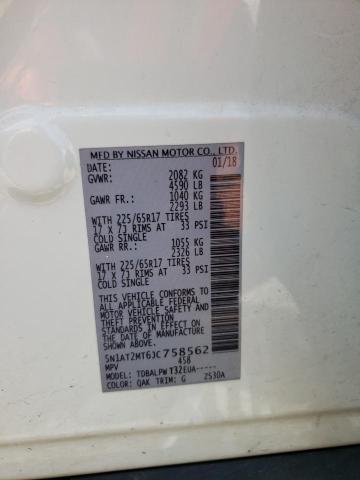 MFD BY NISSAN MOTOR CO., LTD.
DATE: 01/18
GVWR: 2082 KG
4590 LB
GAWR FR.: 1040 KG
2293 LB
WITH 225/65R17 TIRES
17 X 7J RIMS AT 33 PSI
COLD SINGLE
GAWR RR.: 1055 KG
2326 LB
WITH 225/65R17 TIRES
17 X 7J RIMS AT 33 PSI
COLD SINGLE
THIS VEHICLE CONFORMS TO
ALL APPLICABLE FEDERAL
MOTOR VEHICLE SAFETY
STANDARDS IN EFFECT ON
THE DATE OF MANUFACTURE
SHOWN ABOVE.
5N1AT2MT6JC758562
MPV 458
MODEL: TDBALPW T32EUA-----
COLOR: QAK TRIM: G ZS30A